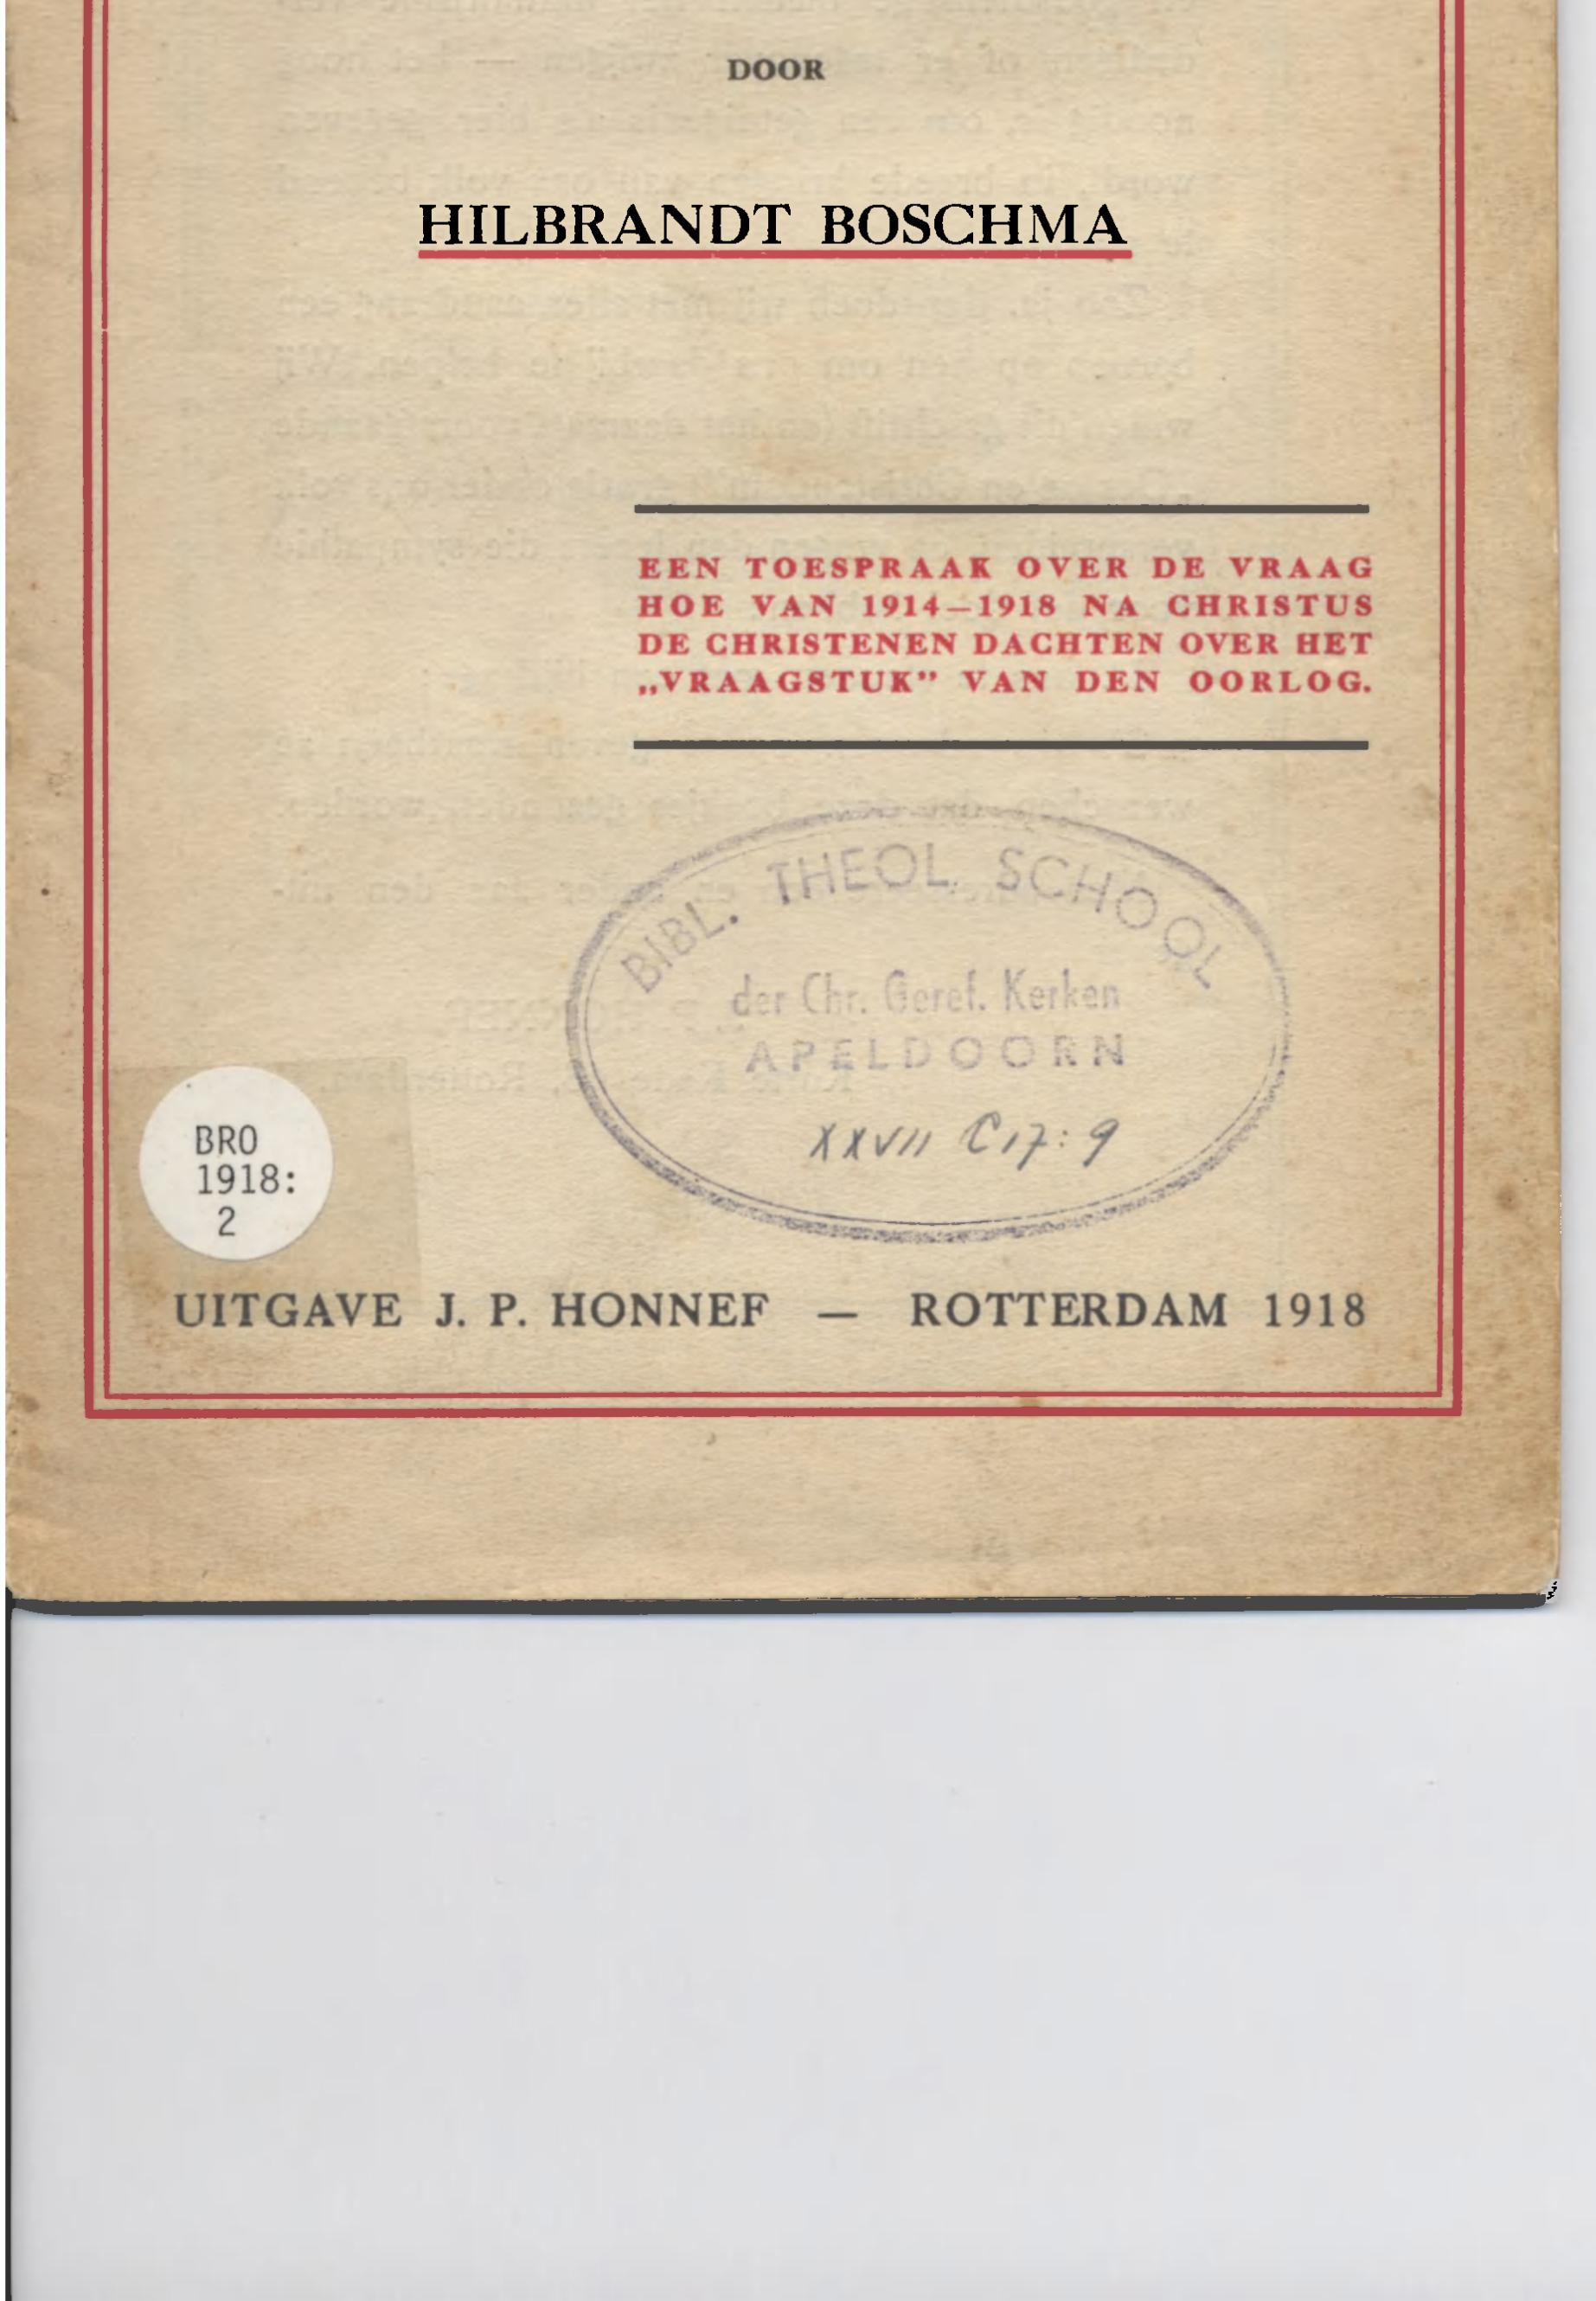 DOOR
HILBRANDT BOSCHMA
EEN TOESPRAAK OVER DE VRAAG
HOE VAN 1914—1918 NA CHRISTUS
DE CHRISTENEN DACHTEN OVER HET
„VRAAGSTUK” VAN DEN OORLOG.
BIBL. THEOL. SCHOOL
der Chr. Geref. Kerken
APELDOORN
XXVII C17:9
BRO
1918:
2
UITGAVE J. P. HONNEF — ROTTERDAM 1918